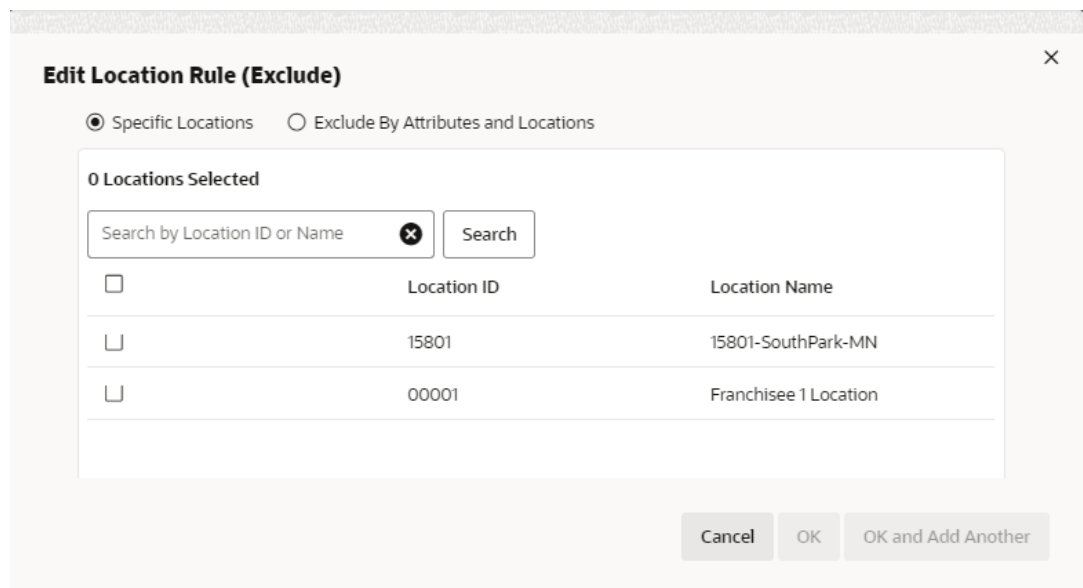 Edit Location Rule (Exclude)
Specific Locations Exclude By Attributes and Locations
0 Locations Selected
Search by Location ID or Name Search
Location ID Location Name
15801 15801-SouthPark-MN
00001 Franchisee 1 Location
Cancel OK OK and Add Another